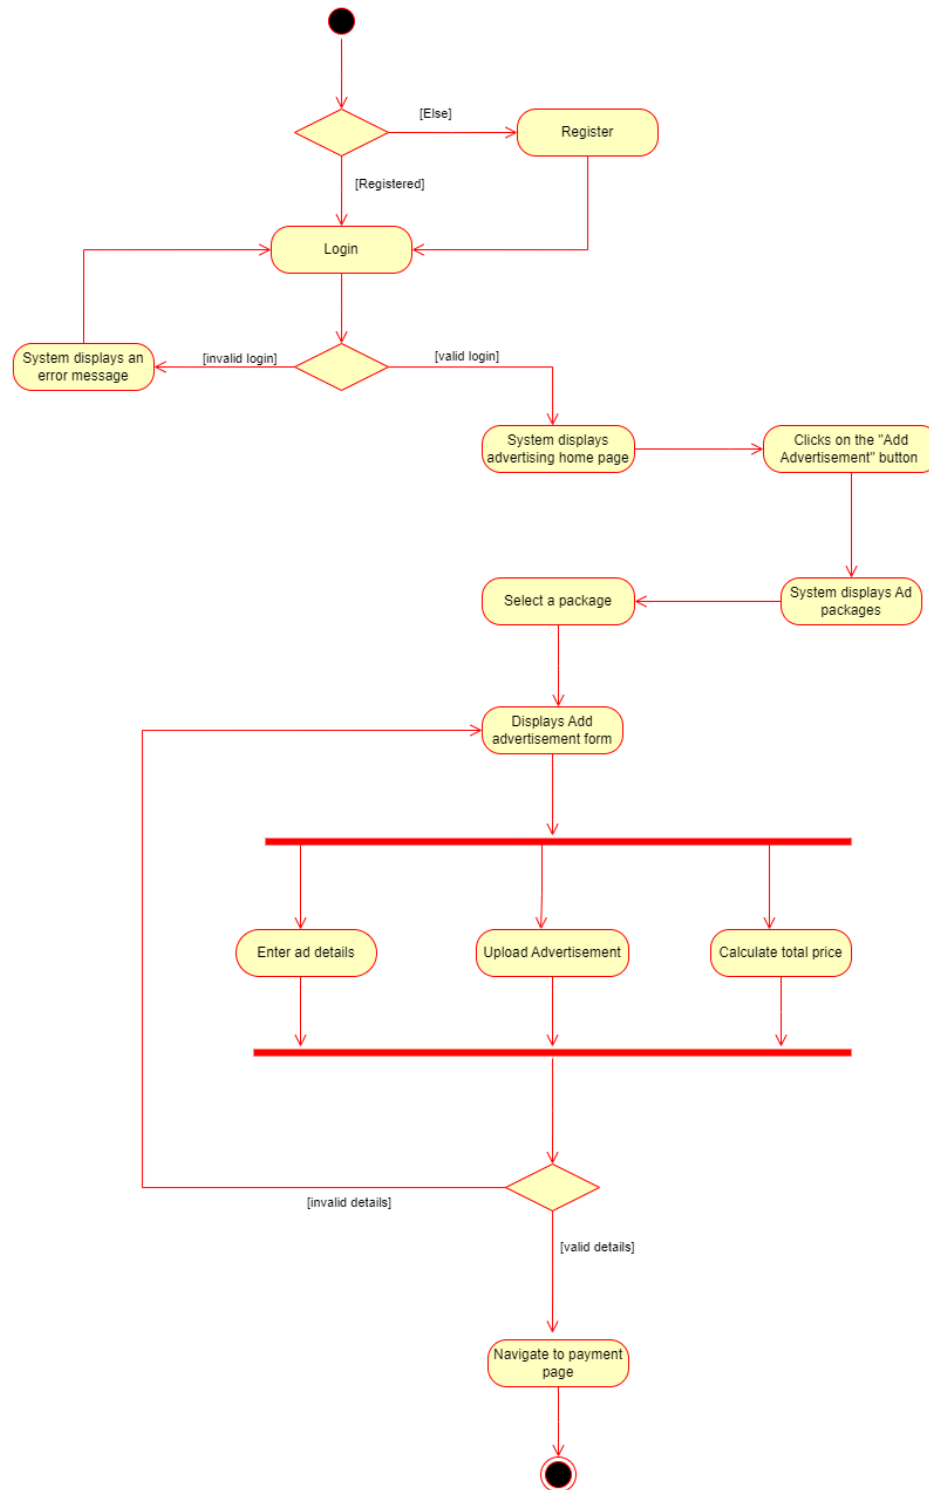 [Else]
Register
[Registered]
Login
System displays an
error message
[invalid login]
[valid login]
System displays
advertising home page
Clicks on the "Add
Advertisement" button
Select a package
System displays Ad
packages
Displays Add
advertisement form
Enter ad details
Upload Advertisement
Calculate total price
[invalid details]
[valid details]
Navigate to payment
page